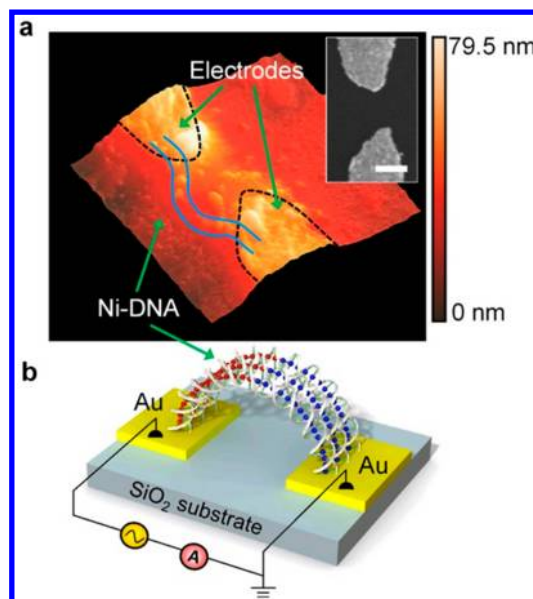 a
Electrodes
79.5 nm
Ni-DNA
0 nm
b
Au
Au
SiO₂ substrate
A